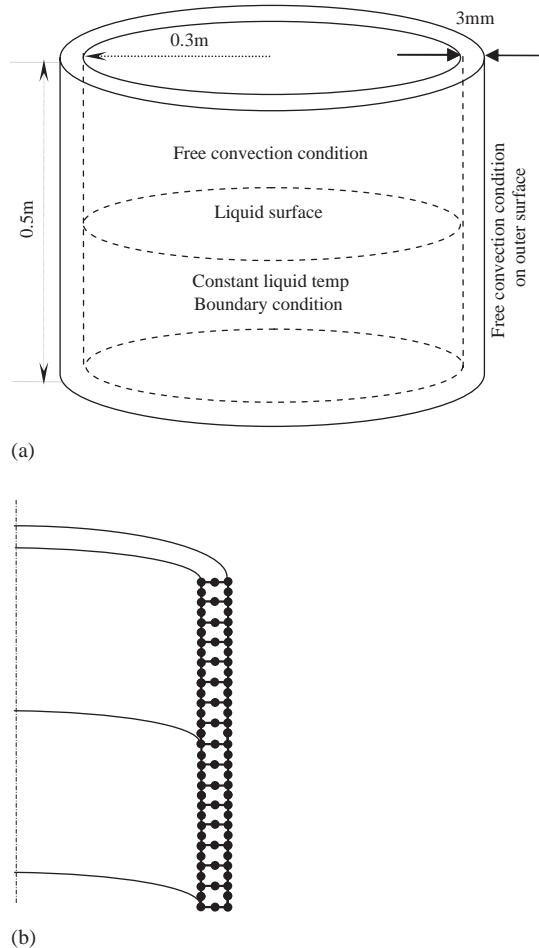 3mm
0.3m
Free convection condition
0.5m
Liquid surface
Constant liquid temp
Boundary condition
Free convection condition
on outer surface
(a)
(b)